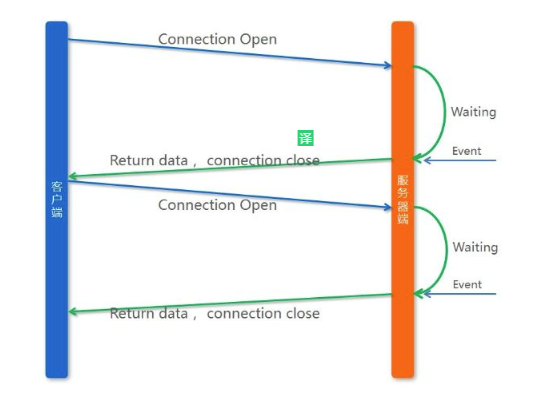 Connection Open
Waiting
译
Event
Return data ， connection close
客户端
服务器端
Connection Open
Waiting
Event
Return data ， connection close